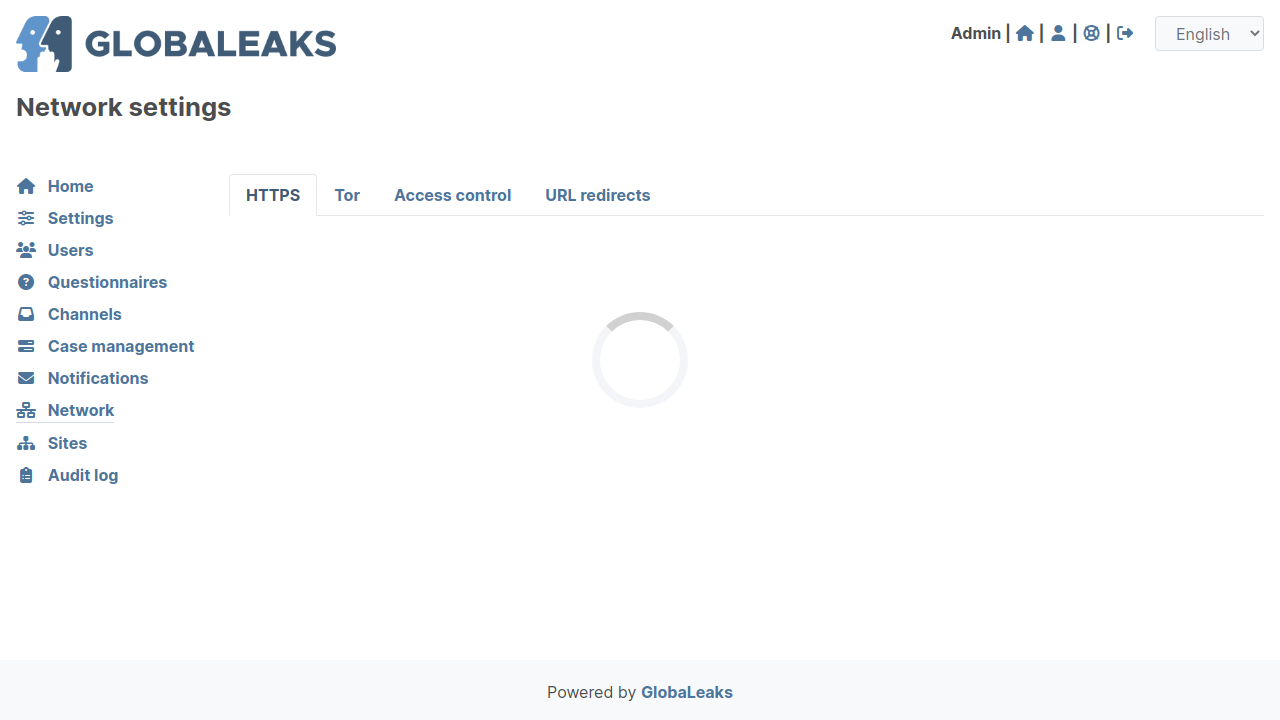 GLOBALEAKS
Admin | | | |
English
Network settings
Home
Settings
Users
Questionnaires
Channels
Case management
Notifications
Network
Sites
Audit log
HTTPS
Tor
Access control
URL redirects
Powered by GlobaLeaks